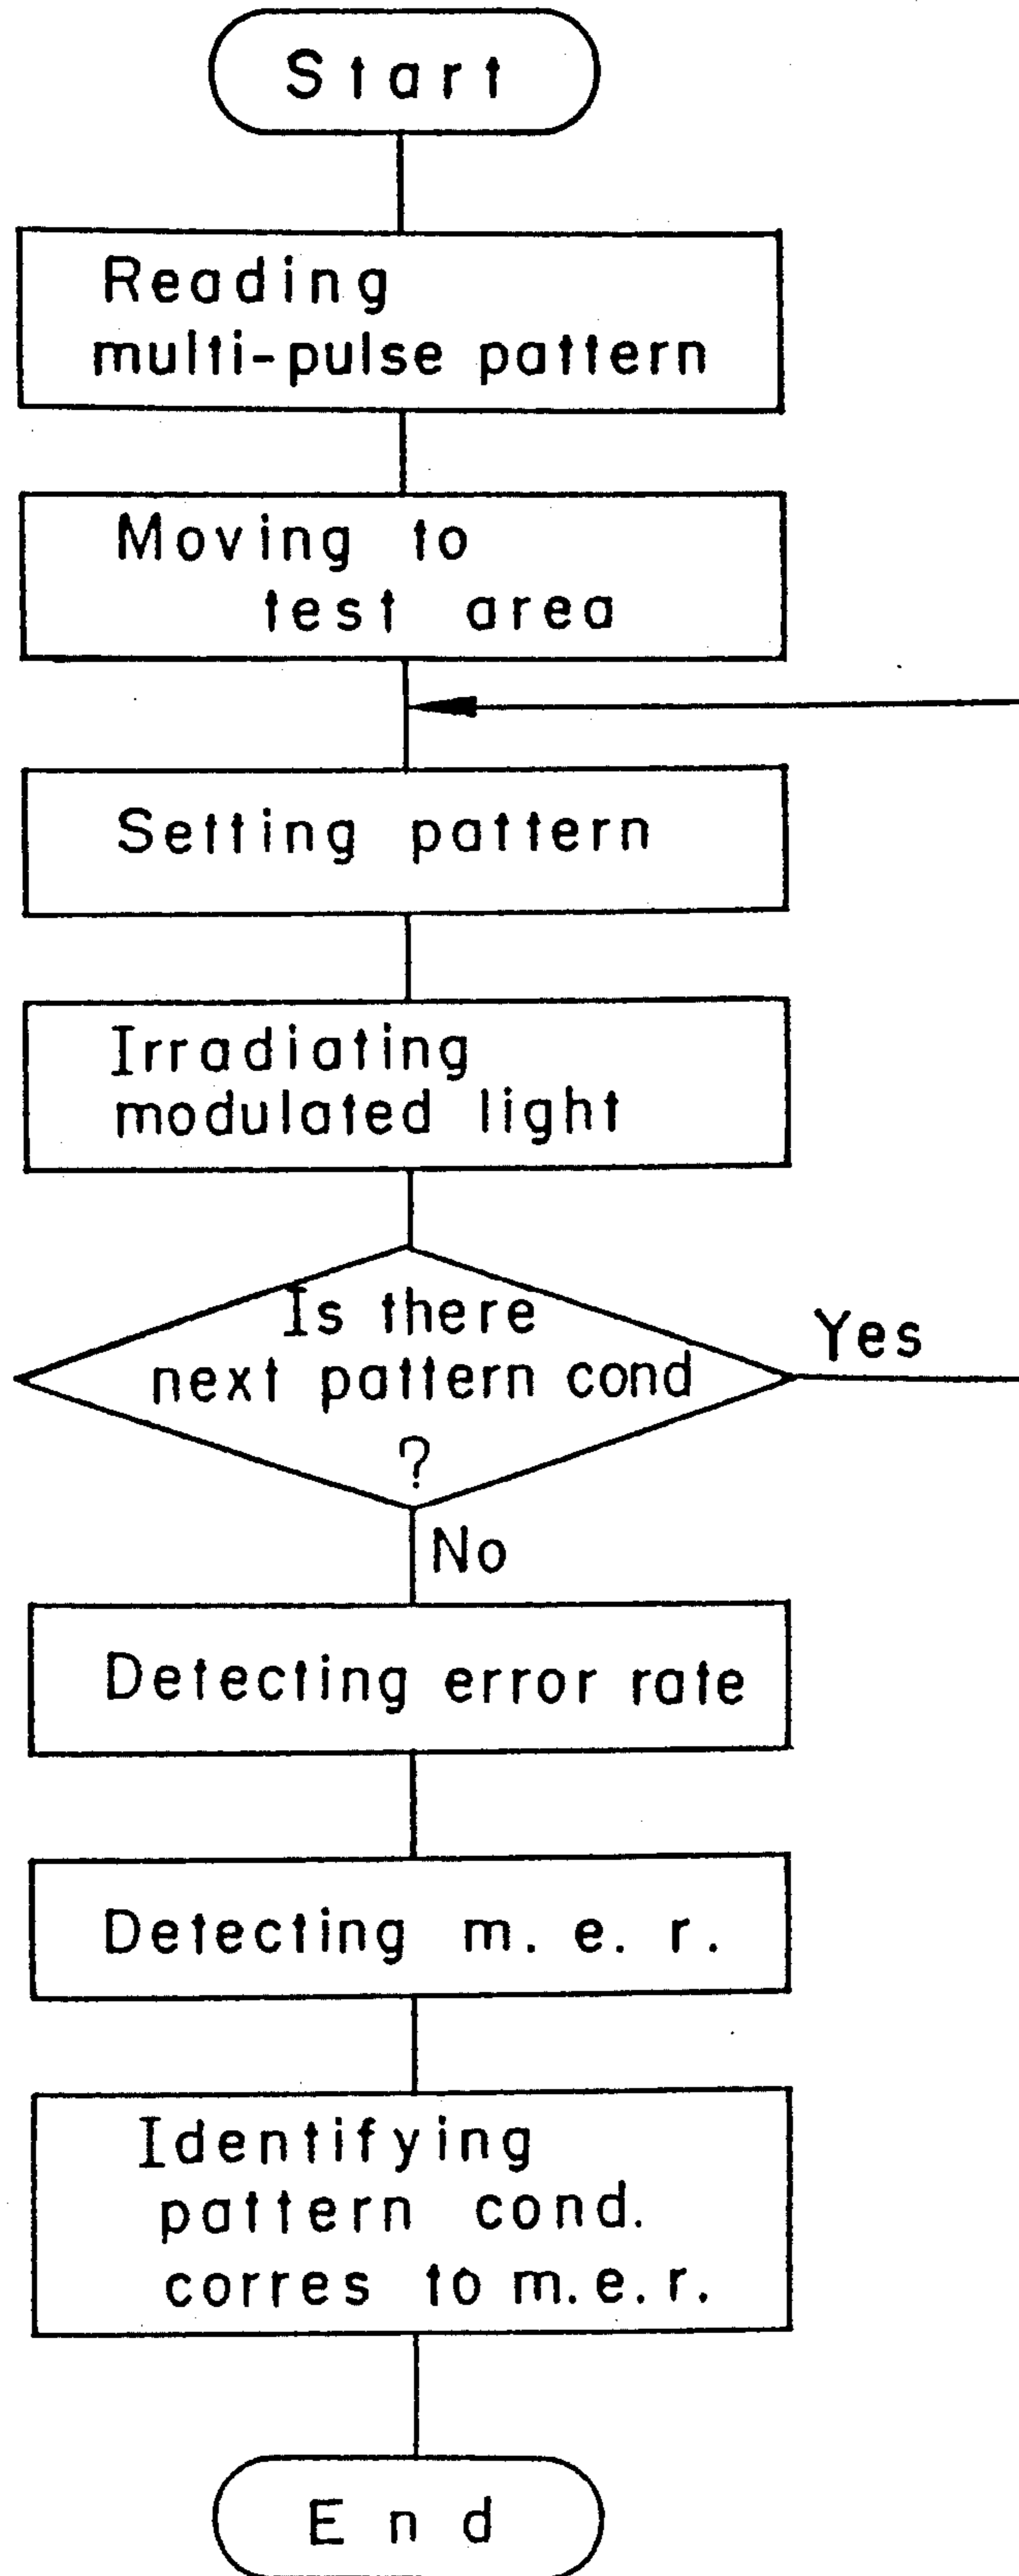 Start
Reading
multi-pulse pattern
Moving to
test area
Setting pattern
Irradiating
modulated light
Is there
next pattern cond
?
Yes
No
Detecting error rate
Detecting m. e. r.
Identifying
pattern cond.
corres to m.e.r.
End